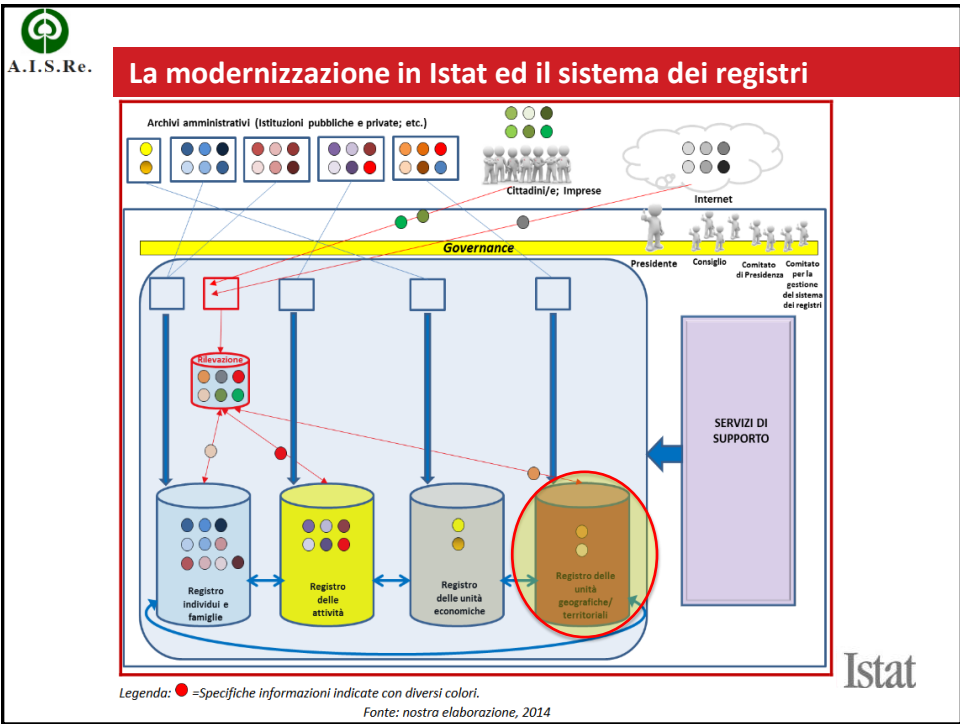 A.I.S.Re.
La modernizzazione in Istat ed il sistema dei registri
Archivi amministrativi (Istituzioni pubbliche e private; etc.)
Cittadini/e; Imprese
Internet
Governance
Presidente
Consiglio
Comitato
di Presidenza
Comitato
per la
gestione
del sistema
dei registri
Rilevazione
SERVIZI DI
SUPPORTO
Registro
individui e
famiglie
Registro
delle
attività
Registro
delle unità
economiche
Registro delle
unità
geografiche/
territoriali
Istat
Legenda: =Specifiche informazioni indicate con diversi colori.
Fonte: nostra elaborazione, 2014